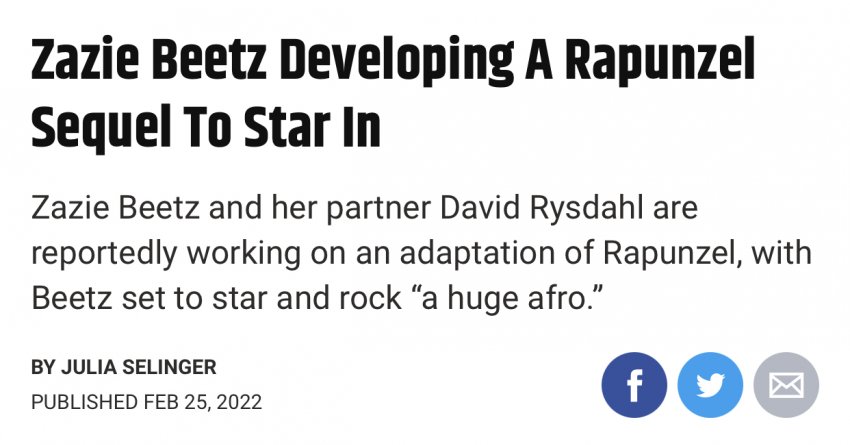 Zazie Beetz Developing A Rapunzel
Sequel To Star In
Zazie Beetz and her partner David Rysdahl are
reportedly working on an adaptation of Rapunzel, with
Beetz set to star and rock “a huge afro.”
BY JULIA SELINGER
PUBLISHED FEB 25, 2022